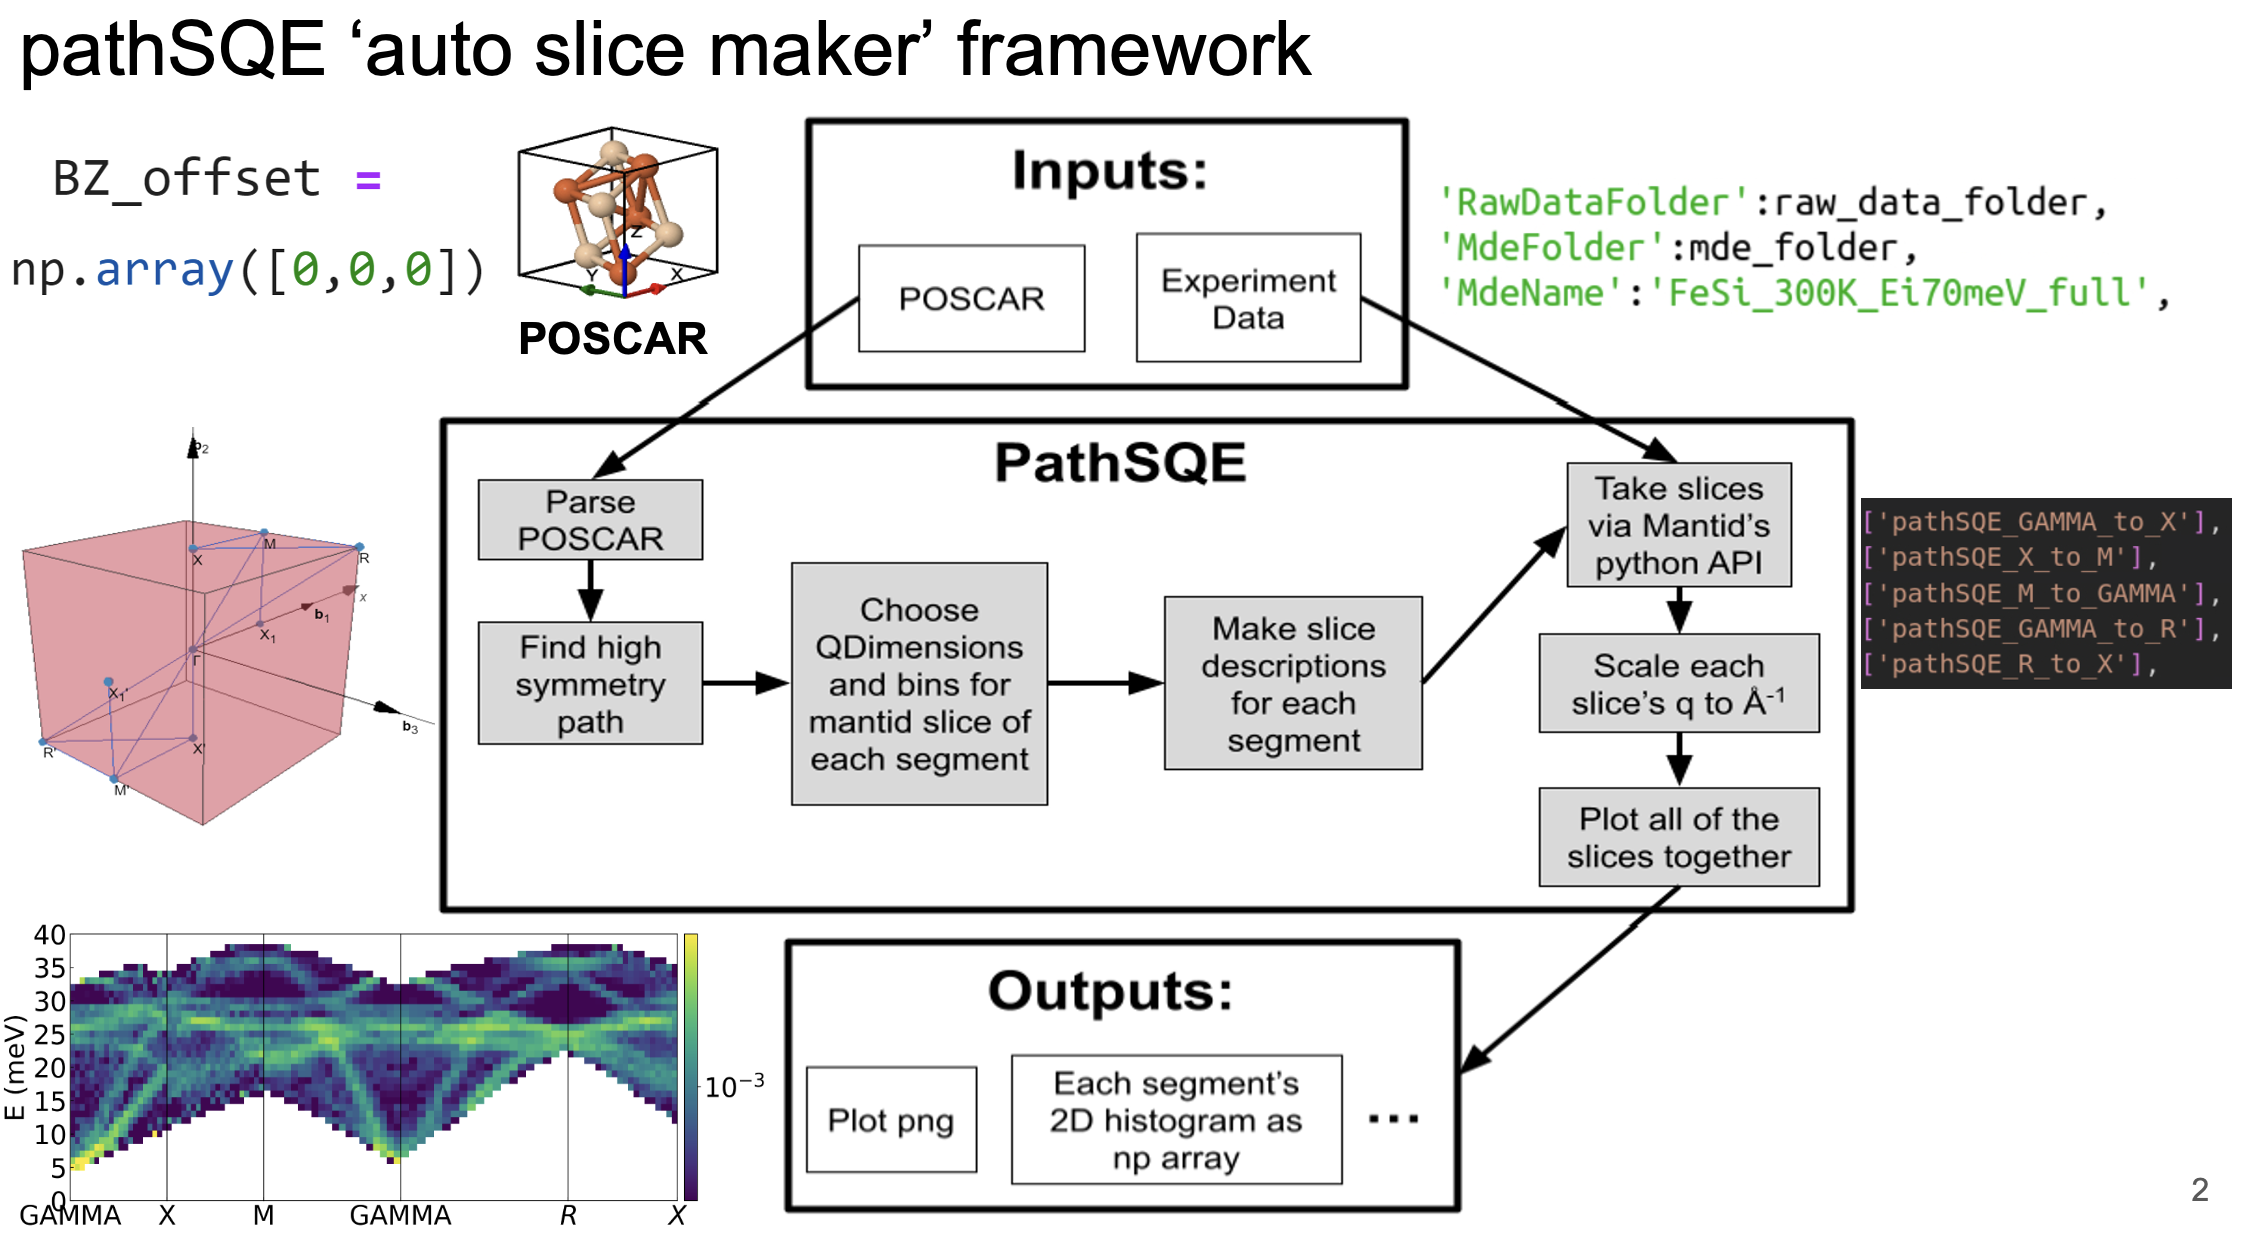 pathSQE ‘auto slice maker’ framework
BZ_offset =
np.array([0,0,0])
Z
Y
X
POSCAR
Inputs:
POSCAR
Experiment
Data
'RawDataFolder':raw_data_folder,
'MdeFolder':mde_folder,
'MdeName':'FeSi_300K_Ei70meV_full',
PathSQE
Parse
POSCAR
Find high
symmetry
path
Choose
QDimensions
and bins for
mantid slice of
each segment
Make slice
descriptions
for each
segment
Take slices
via Mantid’s
python API
Scale each
slice’s q to Å⁻¹
Plot all of the
slices together
['pathSQE_GAMMA_to_X'],
['pathSQE_X_to_M'],
['pathSQE_M_to_GAMMA'],
['pathSQE_GAMMA_to_R'],
['pathSQE_R_to_X'],
b₂
M
X
R
x
b₁
X₁
Γ
X₁'
b₃
R'
X'
M'
40
35
30
25
20
15
10
5
0
E (meV)
10⁻³
GAMMA X M GAMMA R X
Outputs:
Plot png
Each segment’s
2D histogram as
np array
...
2